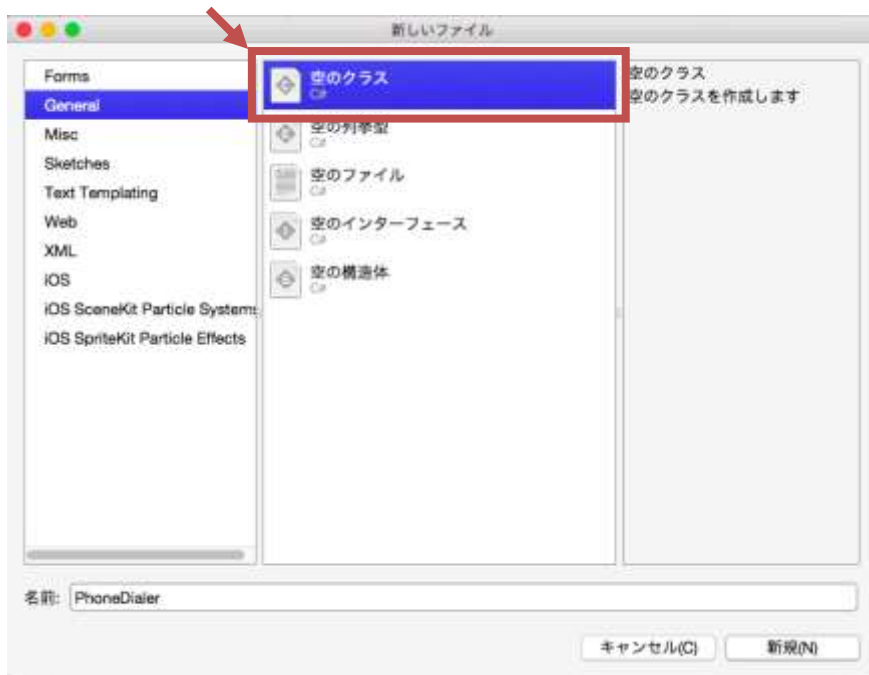 新しいファイル
Forms
General
Misc
Sketches
Text Templating
Web
XML
iOS
iOS SceneKit Particle Systems
iOS SpriteKit Particle Effects
空のクラス
C#
空の列挙型
C#
空のファイル
C#
空のインターフェース
C#
空の構造体
C#
空のクラス
空のクラスを作成します
名前: PhoneDialer
キャンセル(C) 新規(N)